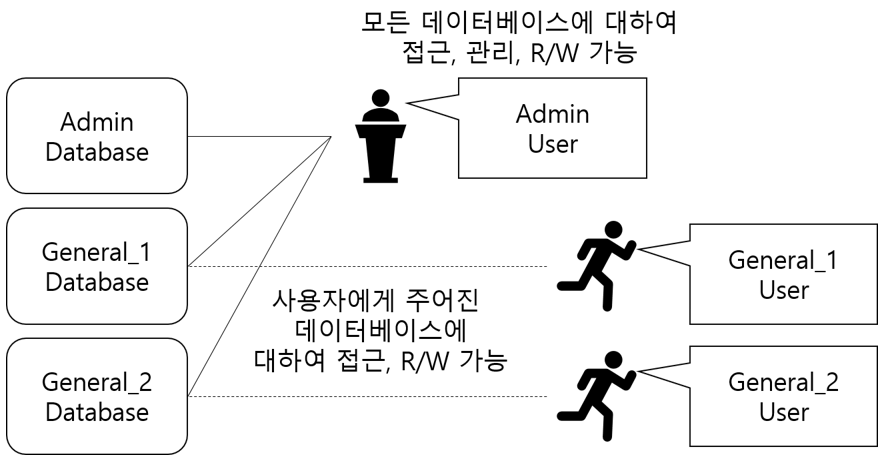 모든 데이터베이스에 대하여
접근, 관리, R/W 가능
Admin
Database
Admin
User
General_1
Database
General_1
User
사용자에게 주어진
데이터베이스에
대하여 접근, R/W 가능
General_2
Database
General_2
User